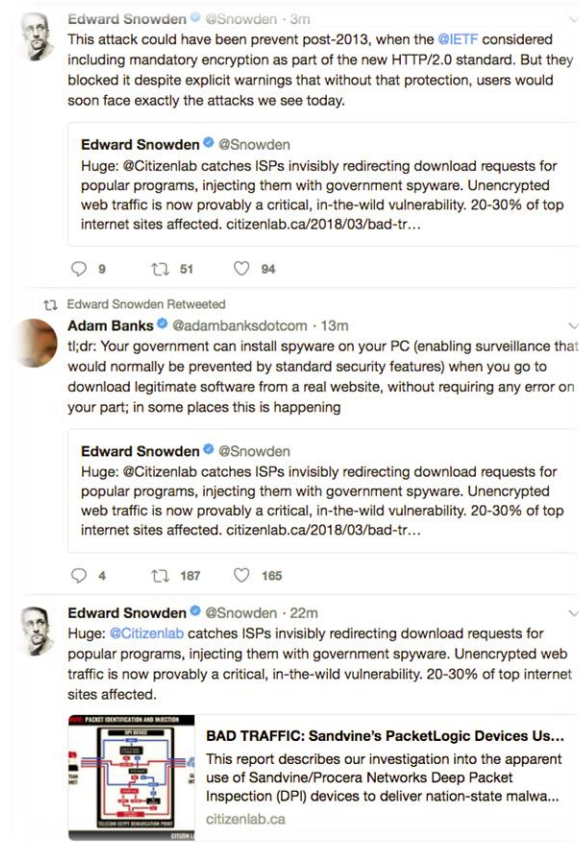 Edward Snowden @Snowden · 3m
This attack could have been prevent post-2013, when the @IETF considered
including mandatory encryption as part of the new HTTP/2.0 standard. But they
blocked it despite explicit warnings that without that protection, users would
soon face exactly the attacks we see today.
Edward Snowden @Snowden
Huge: @Citizenlab catches ISPs invisibly redirecting download requests for
popular programs, injecting them with government spyware. Unencrypted
web traffic is now provably a critical, in-the-wild vulnerability. 20-30% of top
internet sites affected. citizenlab.ca/2018/03/bad-tr…
9 51 94
Edward Snowden Retweeted
Adam Banks @adambanksdotcom · 13m
tl;dr: Your government can install spyware on your PC (enabling surveillance that
would normally be prevented by standard security features) when you go to
download legitimate software from a real website, without requiring any error on
your part; in some places this is happening
Edward Snowden @Snowden
Huge: @Citizenlab catches ISPs invisibly redirecting download requests for
popular programs, injecting them with government spyware. Unencrypted
web traffic is now provably a critical, in-the-wild vulnerability. 20-30% of top
internet sites affected. citizenlab.ca/2018/03/bad-tr…
4 187 165
Edward Snowden @Snowden · 22m
Huge: @Citizenlab catches ISPs invisibly redirecting download requests for
popular programs, injecting them with government spyware. Unencrypted web
traffic is now provably a critical, in-the-wild vulnerability. 20-30% of top internet
sites affected.
PACKET IDENTIFICATION AND INJECTION
DPI DEVICE
TELECOM EGYPT DEMARCATION POINT
CITIZEN L
BAD TRAFFIC: Sandvine's PacketLogic Devices Us...
This report describes our investigation into the apparent
use of Sandvine/Procera Networks Deep Packet
Inspection (DPI) devices to deliver nation-state malwa...
citizenlab.ca